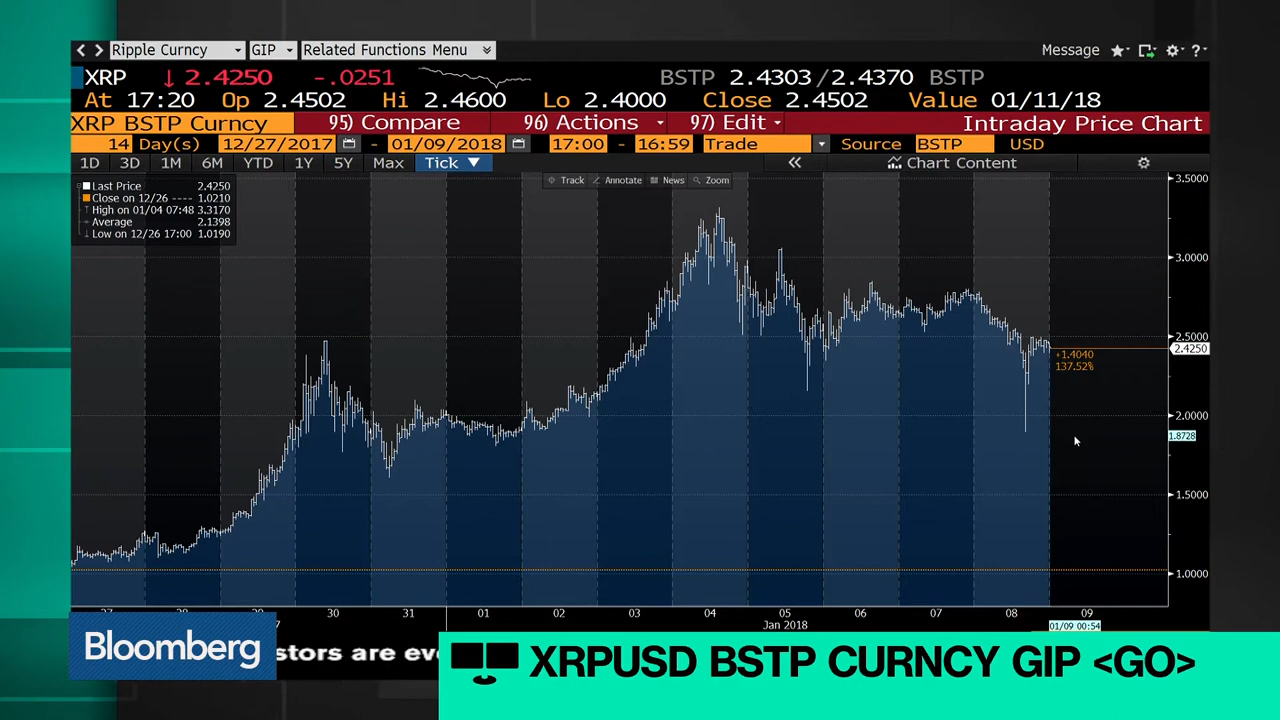 Ripple Curncy GIP Related Functions Menu Message
XRP ↓ 2.4250 -.0251 BSTP 2.4303/2.4370 BSTP
At 17:20 Op 2.4502 Hi 2.4600 Lo 2.4000 Close 2.4502 Value 01/11/18
XRP BSTP Curncy 95) Compare 96) Actions 97) Edit Intraday Price Chart
14 Day(s) 12/27/2017 - 01/09/2018 17:00 - 16:59 Trade Source BSTP USD
1D 3D 1M 6M YTD 1Y 5Y Max Tick ▼ « Chart Content
Track Annotate News Zoom
Last Price 2.4250
Close on 12/26 ---- 1.0210
High on 01/04 07:48 3.3170
Average 2.1398
Low on 12/26 17:00 1.0190
3.5000
3.0000
2.5000
2.4250
+1.4040
137.52%
2.0000
1.8728
1.5000
1.0000
27 28 29 30 31 01 02 03 04 05 06 07 08 09
Jan 2018 01/09 00:54
Bloomberg
stors are eve
XRPUSD BSTP CURNCY GIP <GO>